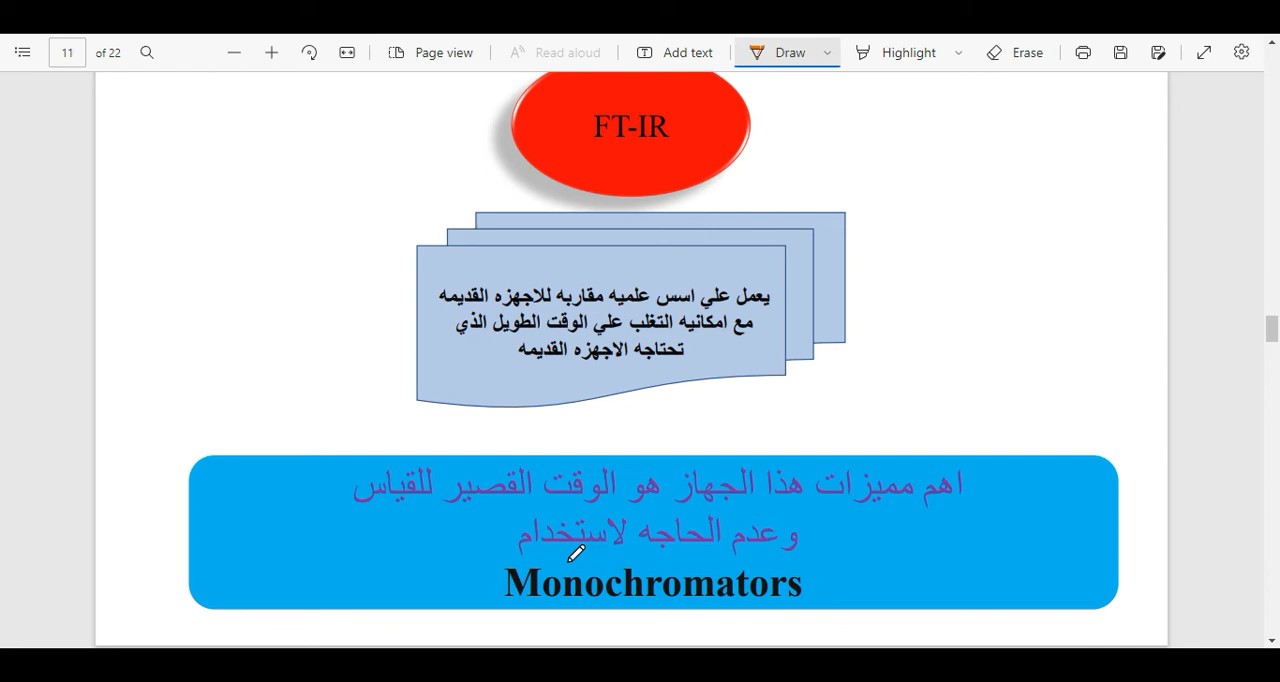 11 of 22 Page view Read aloud Add text Draw Highlight Erase
FT-IR
يعمل علي اسس علميه مقاربه للاجهزه القديمه
مع امكانيه التغلب علي الوقت الطويل الذي
تحتاجه الاجهزه القديمه
اهم مميزات هذا الجهاز هو الوقت القصير للقياس
وعدم الحاجه لاستخدام
Monochromators